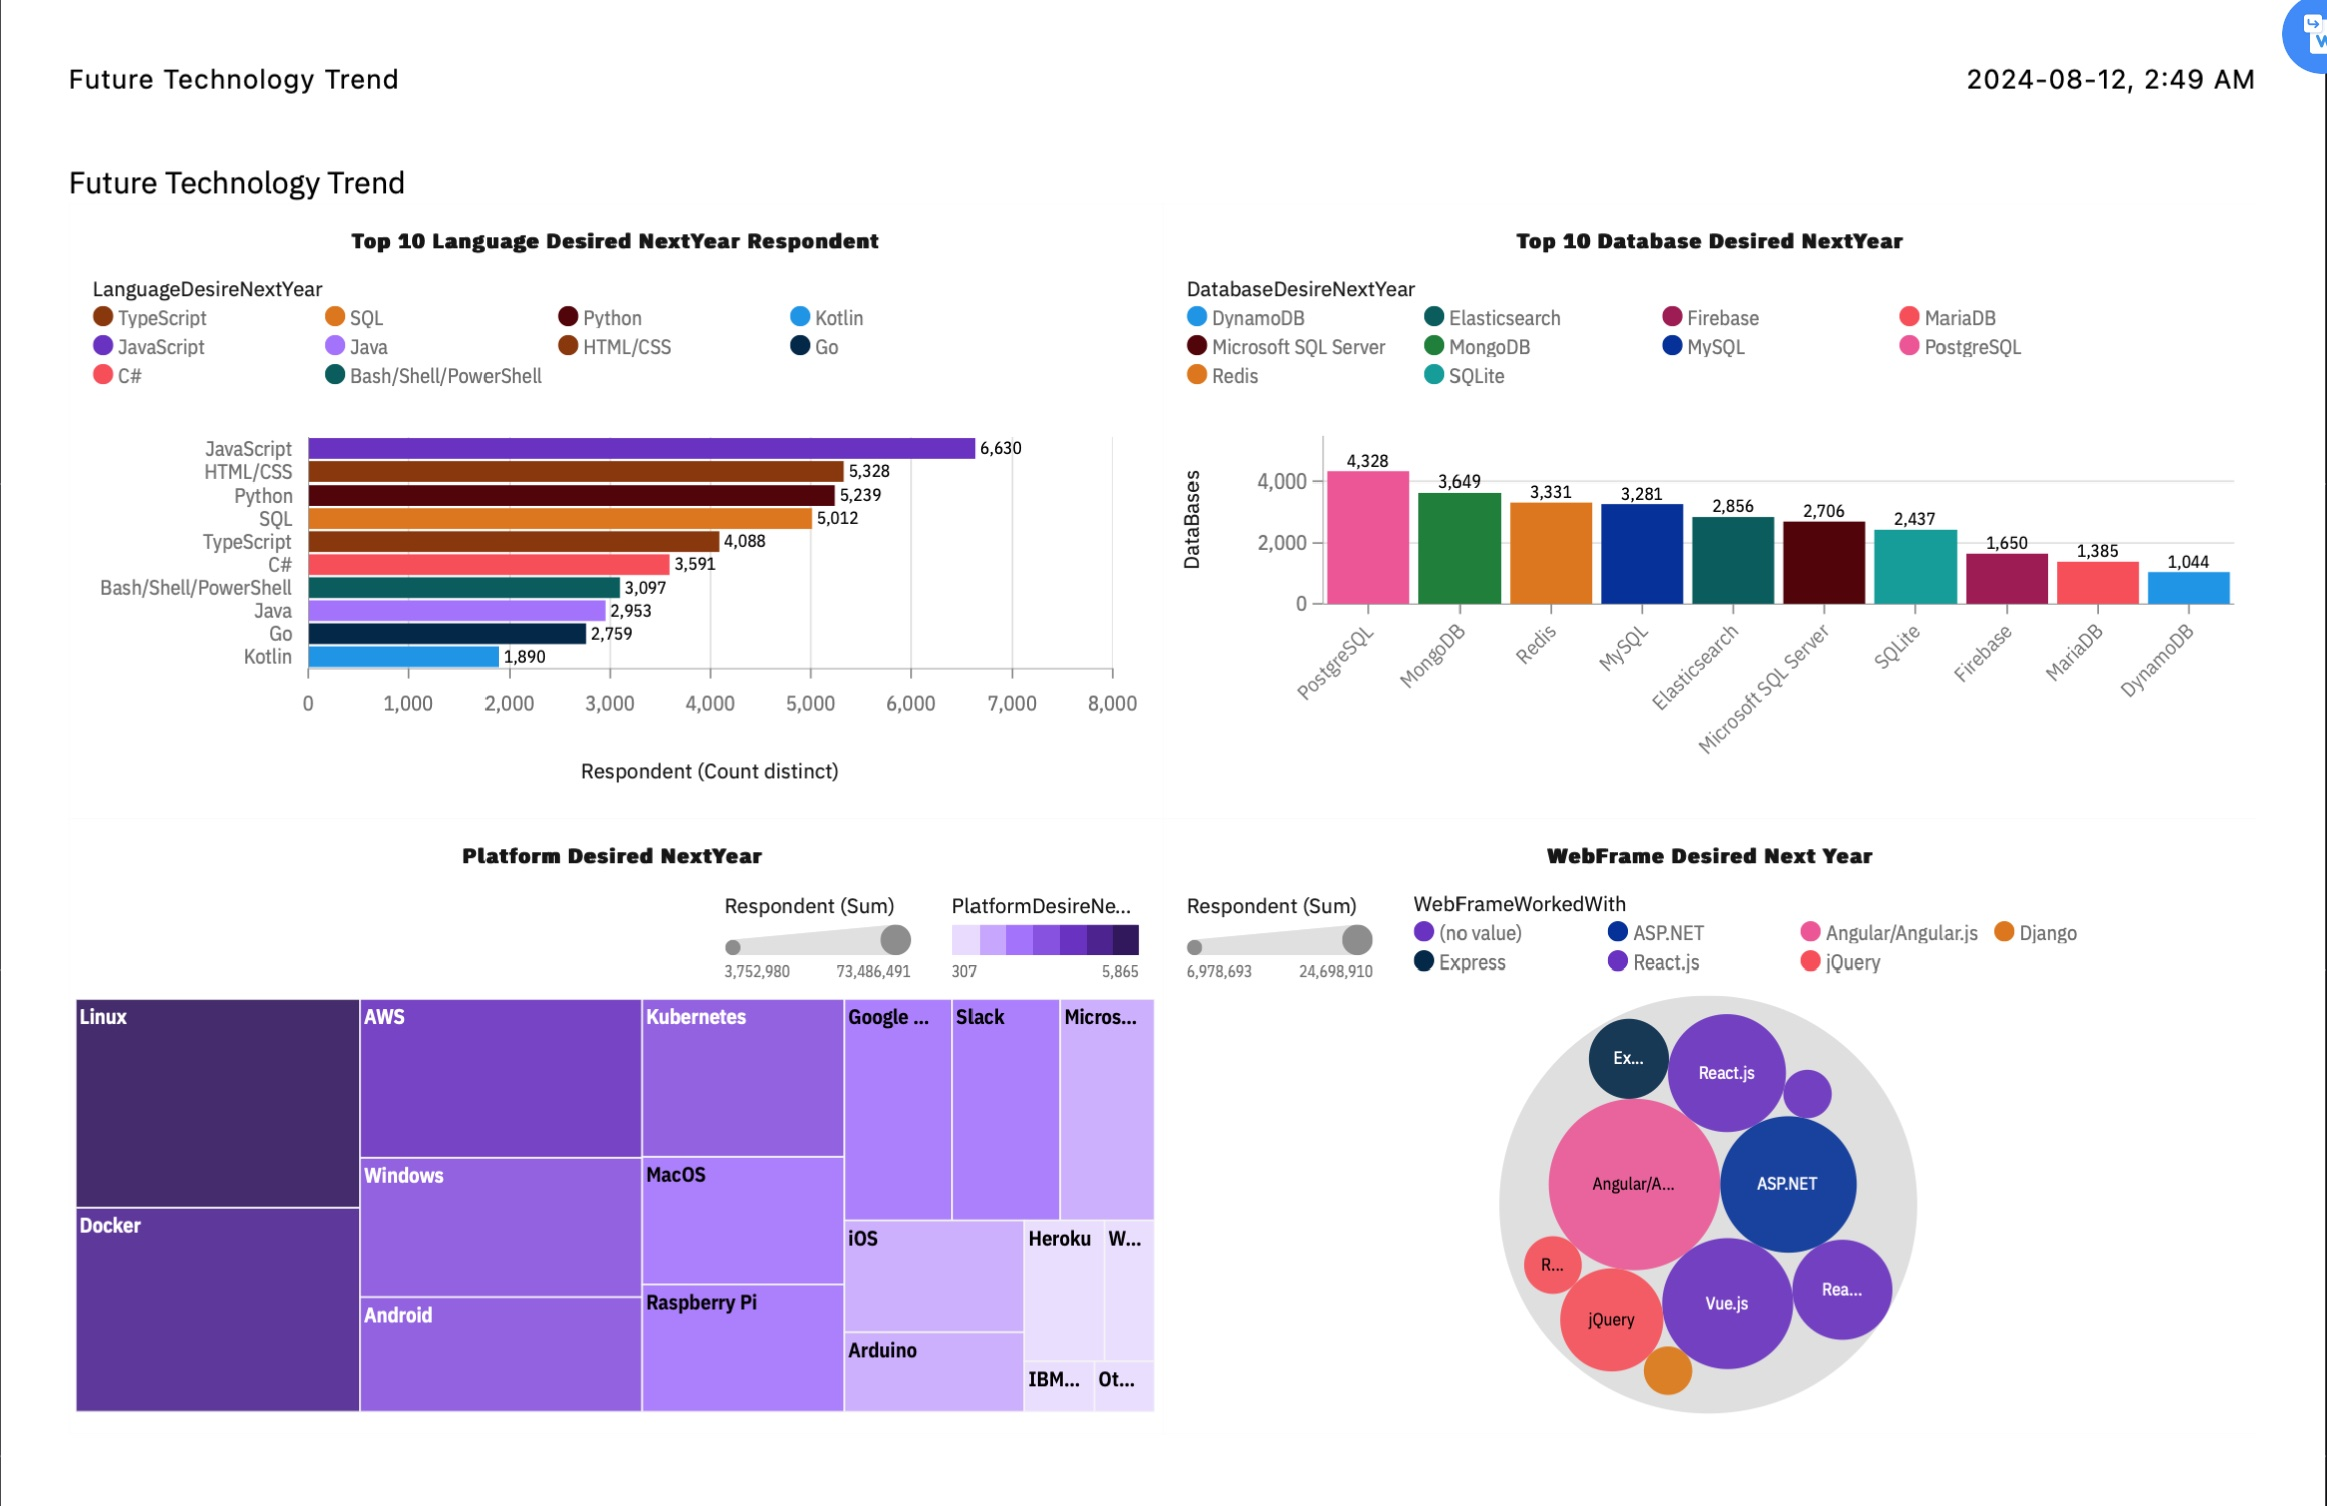 Future Technology Trend
2024-08-12, 2:49 AM
Future Technology Trend
Top 10 Language Desired NextYear Respondent
LanguageDesireNextYear
TypeScript SQL Python Kotlin
JavaScript Java HTML/CSS Go
C# Bash/Shell/PowerShell
JavaScript 6,630
HTML/CSS 5,328
Python 5,239
SQL 5,012
TypeScript 4,088
C# 3,591
Bash/Shell/PowerShell 3,097
Java 2,953
Go 2,759
Kotlin 1,890
0 1,000 2,000 3,000 4,000 5,000 6,000 7,000 8,000
Respondent (Count distinct)
Top 10 Database Desired NextYear
DatabaseDesireNextYear
DynamoDB Elasticsearch Firebase MariaDB
Microsoft SQL Server MongoDB MySQL PostgreSQL
Redis SQLite
DataBases
4,000
2,000
0
4,328 3,649 3,331 3,281 2,856 2,706 2,437 1,650 1,385 1,044
PostgreSQL MongoDB Redis MySQL Elasticsearch Microsoft SQL Server SQLite Firebase MariaDB DynamoDB
Platform Desired NextYear
Respondent (Sum) PlatformDesireNe...
3,752,980 73,486,491 307 5,865
Linux AWS Kubernetes Google ... Slack Micros...
Windows MacOS
Docker iOS Heroku W...
Android Raspberry Pi
Arduino IBM... Ot...
WebFrame Desired Next Year
Respondent (Sum) WebFrameWorkedWith
6,978,693 24,698,910
(no value) ASP.NET Angular/Angular.js Django
Express React.js jQuery
Ex... React.js
Angular/A... ASP.NET
R... Rea...
jQuery Vue.js